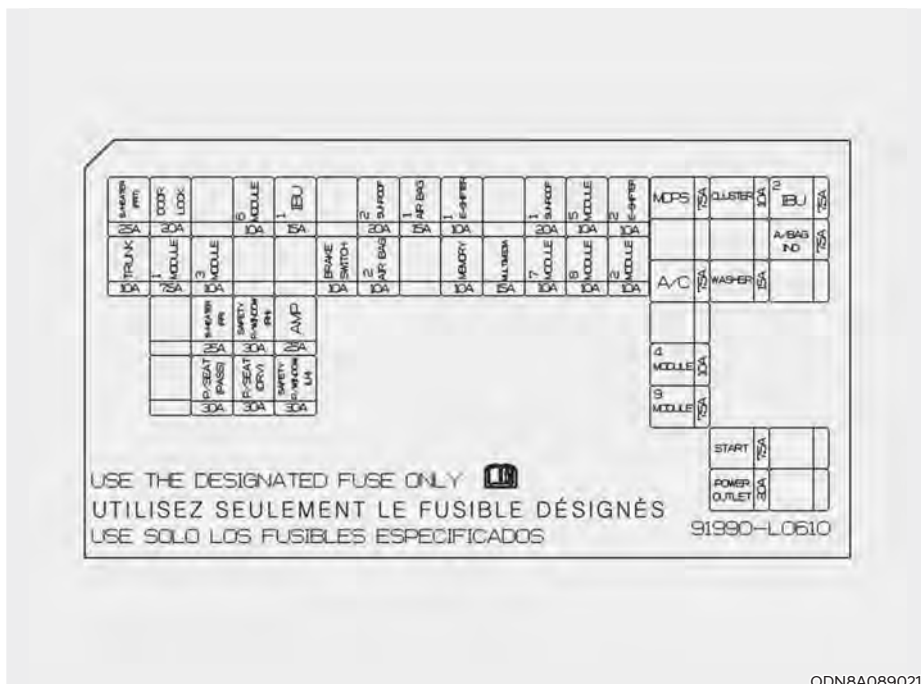 S/HEATER (FRT) DOOR LOCK 6 MODULE 1 IBU 2 SUNROOF 1 AIR BAG 1 E-SHIFTER 1 SUNROOF 5 MODULE 2 E-SHIFTER MDPS 7.5A CLUSTER 10A 2 IBU 7.5A
25A 20A 10A 15A 20A 15A 10A 20A 10A 10A
A/BAG IND 7.5A
TRUNK 1 MODULE 3 MODULE BRAKE SWITCH 2 AIR BAG 1 MEMORY MULTIMEDIA 7 MODULE 8 MODULE 2 MODULE A/C 7.5A WASHER 15A
10A 7.5A 10A 10A 10A 10A 15A 10A 10A 10A
S/HEATER (RR) SAFETY P/WINDOW (RH) AMP
25A 30A 25A
P/SEAT (PASS) P/SEAT (DRV) SAFETY P/WINDOW (LH)
30A 30A 30A
4 MODULE 10A
9 MODULE 7.5A
START 7.5A
POWER OUTLET 30A
USE THE DESIGNATED FUSE ONLY
UTILISEZ SEULEMENT LE FUSIBLE DÉSIGNÉS
USE SOLO LOS FUSIBLES ESPECIFICADOS
91990-L0610
ODN8A089021